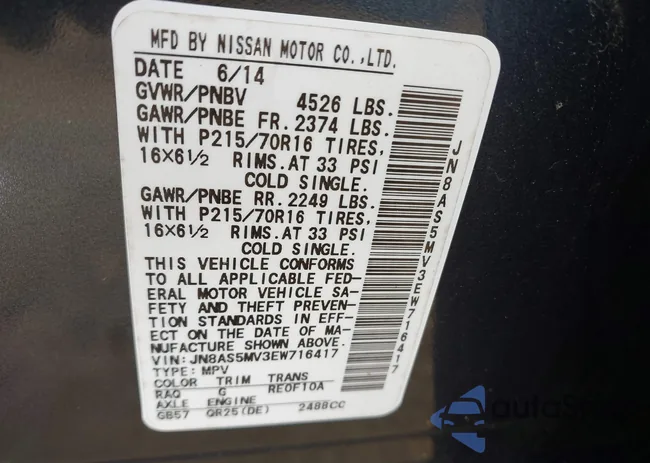 MFD BY NISSAN MOTOR CO.,LTD.
DATE 6/14
GVWR/PNBV 4526 LBS.
GAWR/PNBE FR. 2374 LBS.
WITH P215/70R16 TIRES,
16×6½ RIMS.AT 33 PSI
COLD SINGLE.
GAWR/PNBE RR. 2249 LBS.
WITH P215/70R16 TIRES,
16×6½ RIMS.AT 33 PSI
COLD SINGLE.
THIS VEHICLE CONFORMS
TO ALL APPLICABLE FED-
ERAL MOTOR VEHICLE SA-
FETY AND THEFT PREVEN-
TION STANDARDS IN EFF-
ECT ON THE DATE OF MA-
NUFACTURE SHOWN ABOVE.
VIN: JN8AS5MV3EW716417
TYPE: MPV
COLOR TRIM TRANS
RAQ G RE0F10A
AXLE ENGINE
GB57 QR25(DE) 2488CC
JN8AS5MV3EW716417